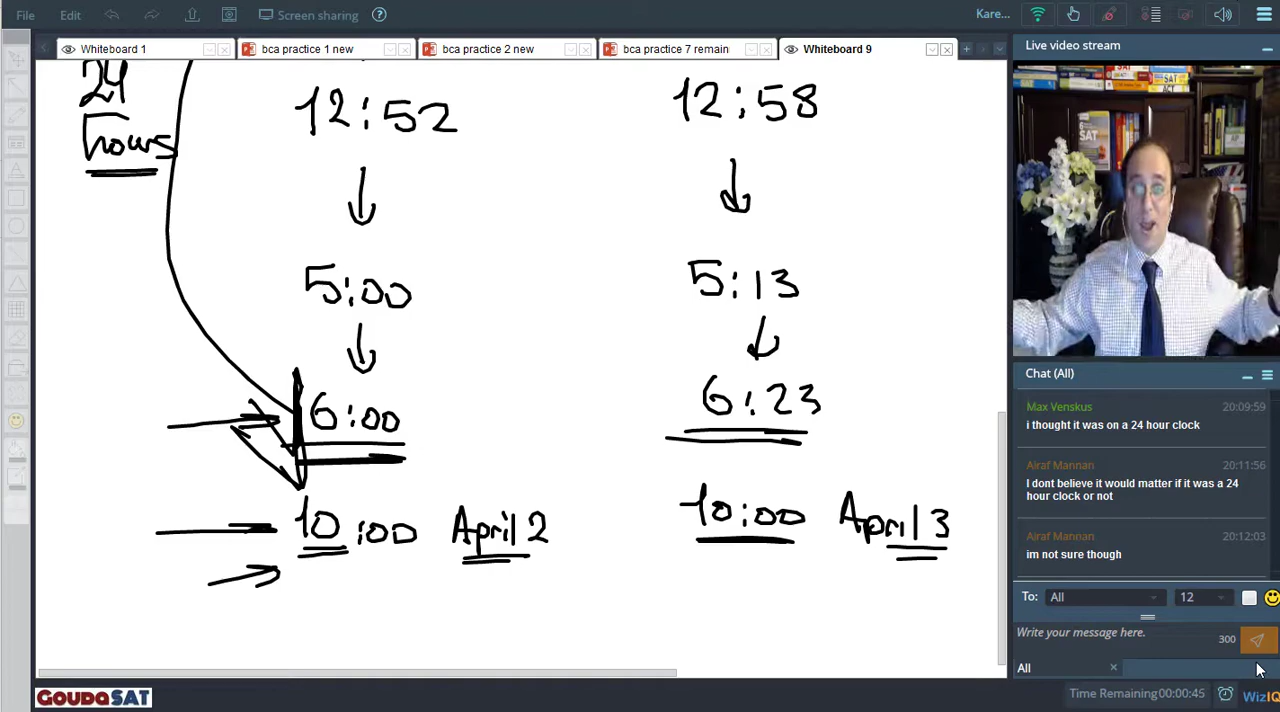 File Edit Screen sharing ? Kare...
Whiteboard 1 bca practice 1 new bca practice 2 new bca practice 7 remain Whiteboard 9
Live video stream
24
hours
12:52 12:58
5:00 5:13
6:00 6:23
10:00 April 2 10:00 April 3
SAT
ACT
AP
Chat (All)
Max Venskus 20:09:59
i thought it was on a 24 hour clock
Airaf Mannan 20:11:56
I dont believe it would matter if it was a 24
hour clock or not
Airaf Mannan 20:12:03
im not sure though
To: All 12
Write your message here. 300
All
GOUDASAT
Time Remaining 00:00:45 WizIQ